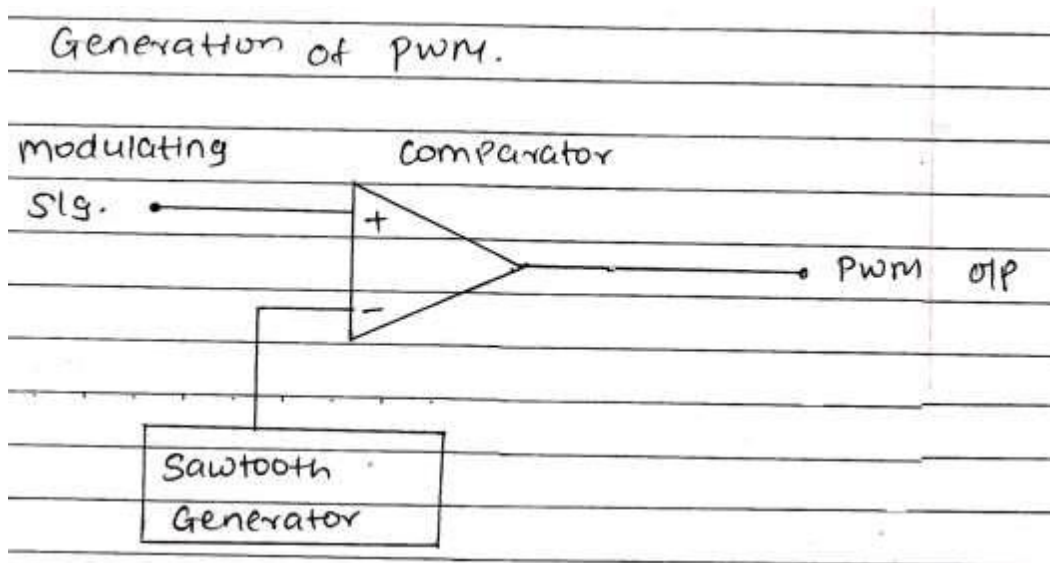 Generation of PWM.
modulating comparator
Sig. +
PWM o/p
-
Sawtooth
Generator